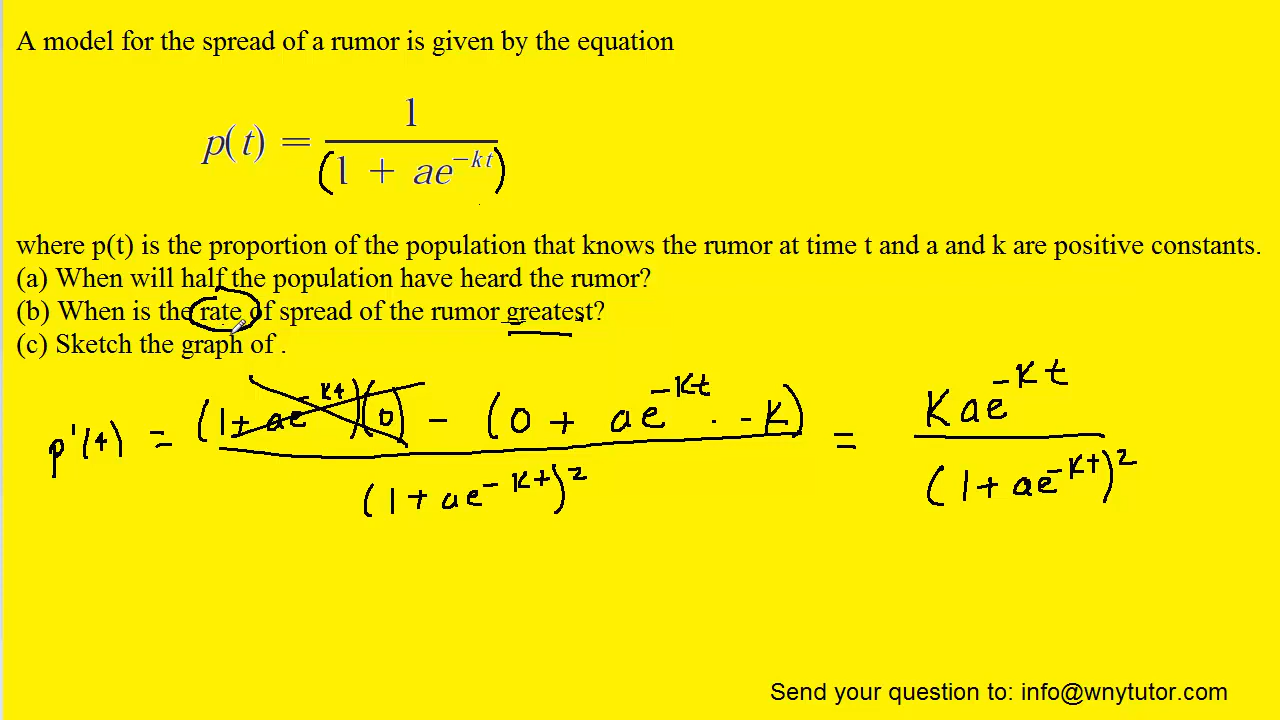 A model for the spread of a rumor is given by the equation
p(t) = 1 / (1 + ae^{-kt})
where p(t) is the proportion of the population that knows the rumor at time t and a and k are positive constants.
(a) When will half the population have heard the rumor?
(b) When is the rate of spread of the rumor greatest?
(c) Sketch the graph of .
p'(t) = ((1 + ae^{-kt})(0) - (0 + ae^{-kt} · -k)) / (1 + ae^{-kt})^2 = kae^{-kt} / (1 + ae^{-kt})^2
Send your question to: info@wnytutor.com